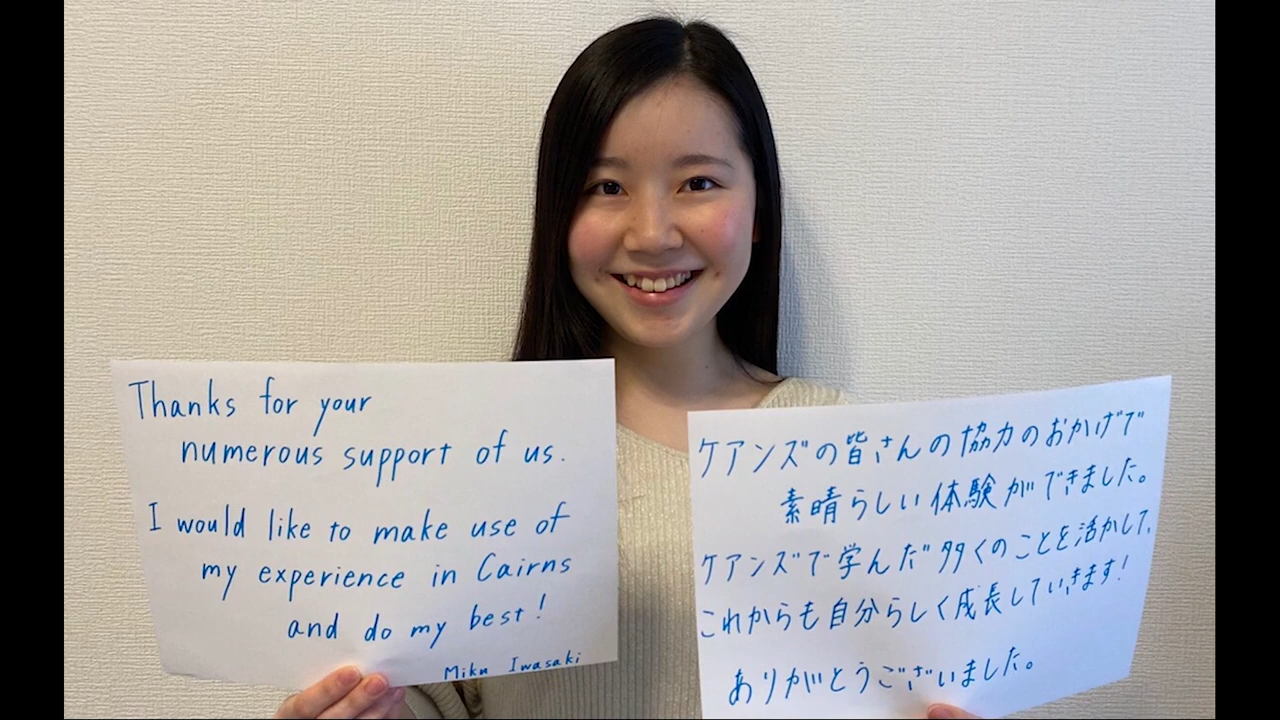 Thanks for your
numerous support of us.
I would like to make use of
my experience in Cairns
and do my best!
Miku Iwasaki
ケアンズの皆さんの協力のおかげで
素晴らしい体験ができました。
ケアンズで学んだ多くのことを活かして、
これからも自分らしく成長していきます!
ありがとうございました。